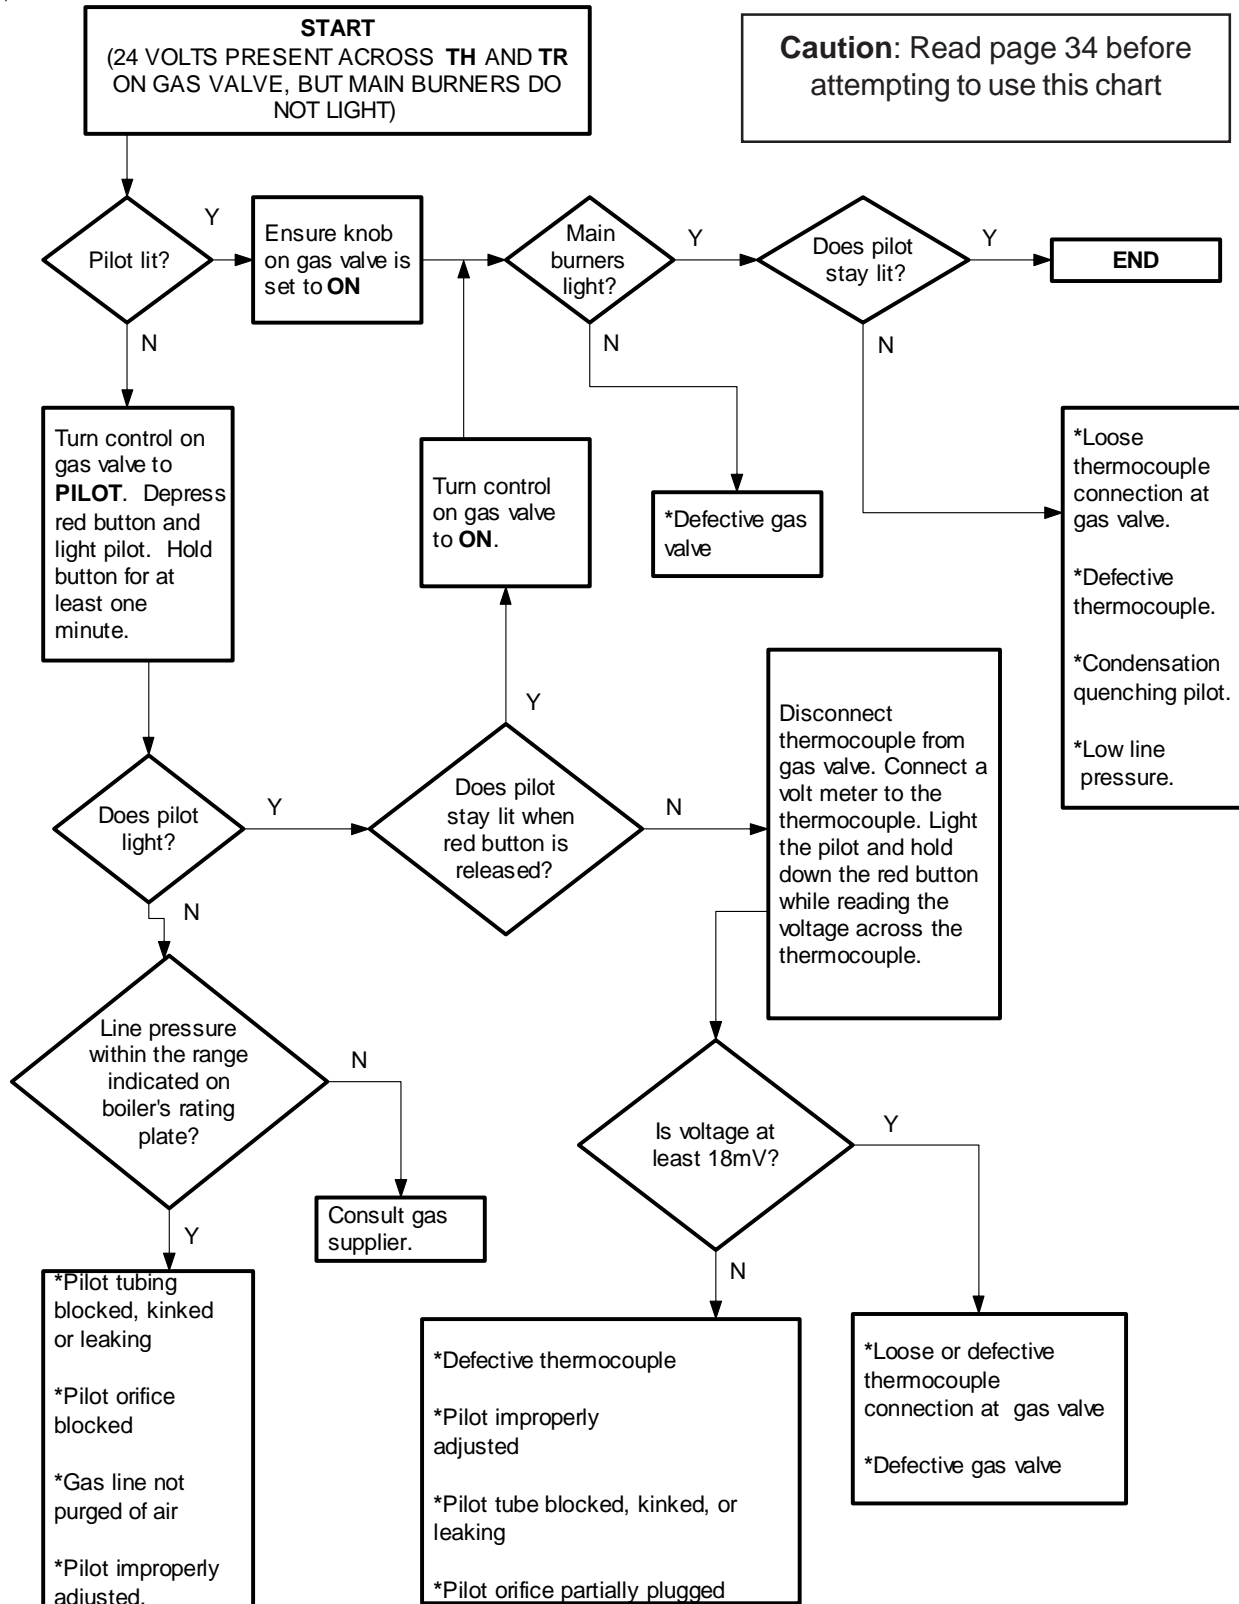 START
(24 VOLTS PRESENT ACROSS TH AND TR
ON GAS VALVE, BUT MAIN BURNERS DO
NOT LIGHT)
Caution: Read page 34 before
attempting to use this chart
Pilot lit?
Y
Ensure knob
on gas valve is
set to ON
Main
burners
light?
Y
Does pilot
stay lit?
Y
END
N
N
N
Turn control on
gas valve to
PILOT. Depress
red button and
light pilot. Hold
button for at
least one
minute.
Turn control
on gas valve
to ON.
*Defective gas
valve
*Loose
thermocouple
connection at
gas valve.
*Defective
thermocouple.
*Condensation
quenching pilot.
*Low line
pressure.
Does pilot
light?
Y
Y
Does pilot
stay lit when
red button is
released?
N
Disconnect
thermocouple from
gas valve. Connect a
volt meter to the
thermocouple. Light
the pilot and hold
down the red button
while reading the
voltage across the
thermocouple.
N
Line pressure
within the range
indicated on
boiler's rating
plate?
N
Consult gas
supplier.
Y
Is voltage at
least 18mV?
Y
N
*Pilot tubing
blocked, kinked
or leaking
*Pilot orifice
blocked
*Gas line not
purged of air
*Pilot improperly
adjusted.
*Defective thermocouple
*Pilot improperly
adjusted
*Pilot tube blocked, kinked, or
leaking
*Pilot orifice partially plugged
*Loose or defective
thermocouple
connection at gas valve
*Defective gas valve